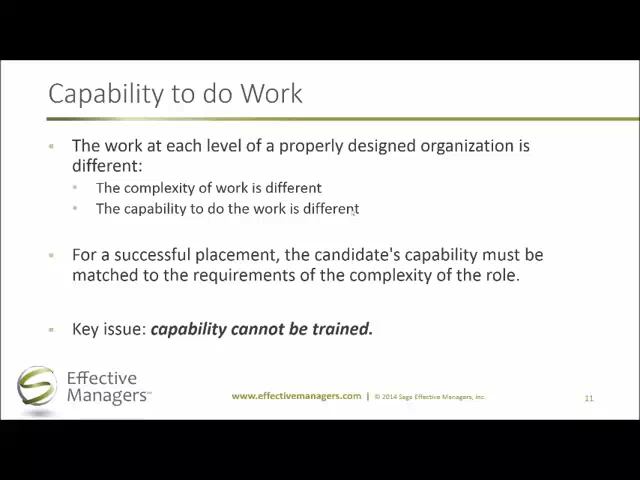 Capability to do Work
The work at each level of a properly designed organization is
different:
The complexity of work is different
The capability to do the work is different
For a successful placement, the candidate's capability must be
matched to the requirements of the complexity of the role.
Key issue: capability cannot be trained.
Effective
Managers℠
www.effectivemanagers.com | © 2014 Sage Effective Managers, Inc.
11